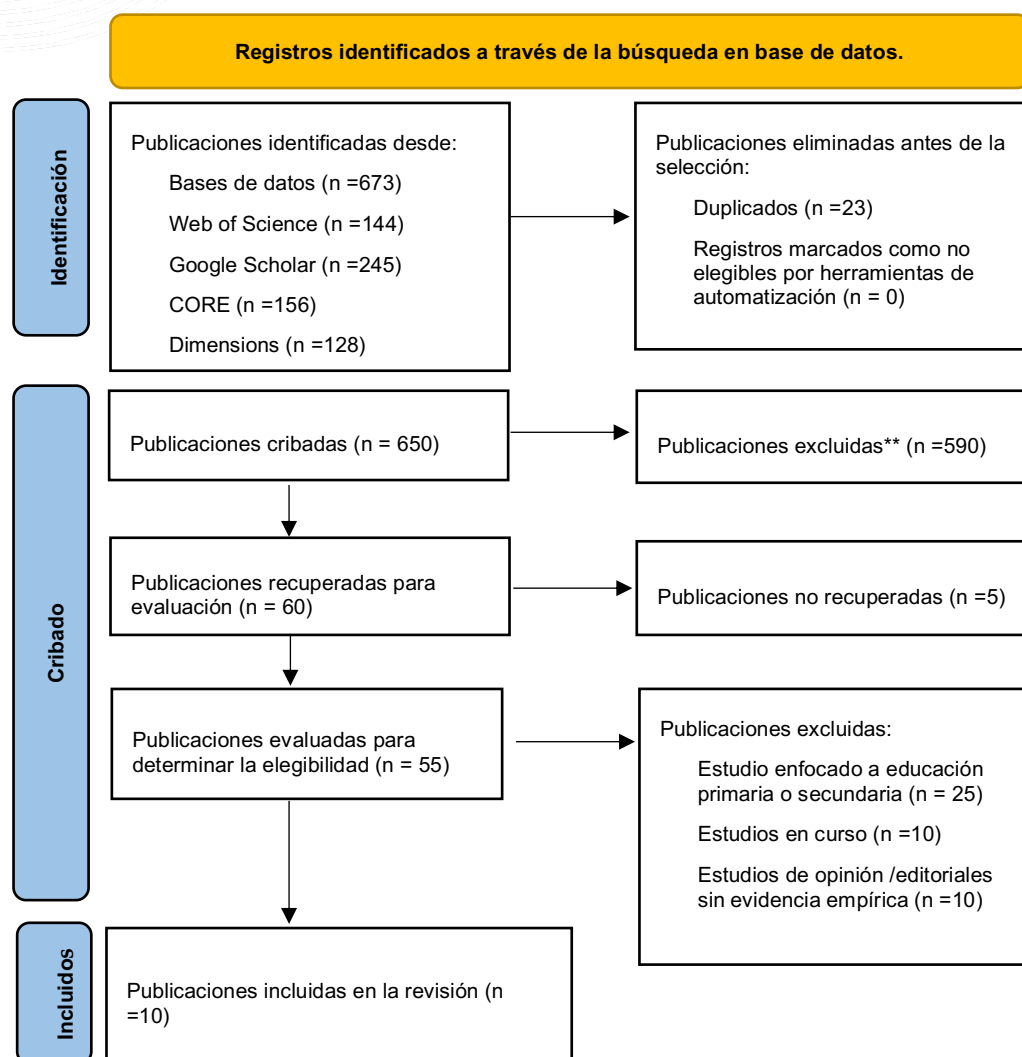 Registros identificados a través de la búsqueda en base de datos.
Identificación
Publicaciones identificadas desde:
Bases de datos (n =673)
Web of Science (n =144)
Google Scholar (n =245)
CORE (n =156)
Dimensions (n =128)
Publicaciones eliminadas antes de la
selección:
Duplicados (n =23)
Registros marcados como no
elegibles por herramientas de
automatización (n = 0)
Cribado
Publicaciones cribadas (n = 650)
Publicaciones excluidas** (n =590)
Publicaciones recuperadas para
evaluación (n = 60)
Publicaciones no recuperadas (n =5)
Publicaciones evaluadas para
determinar la elegibilidad (n = 55)
Publicaciones excluidas:
Estudio enfocado a educación
primaria o secundaria (n = 25)
Estudios en curso (n =10)
Estudios de opinión /editoriales
sin evidencia empírica (n =10)
Incluidos
Publicaciones incluidas en la revisión (n
=10)